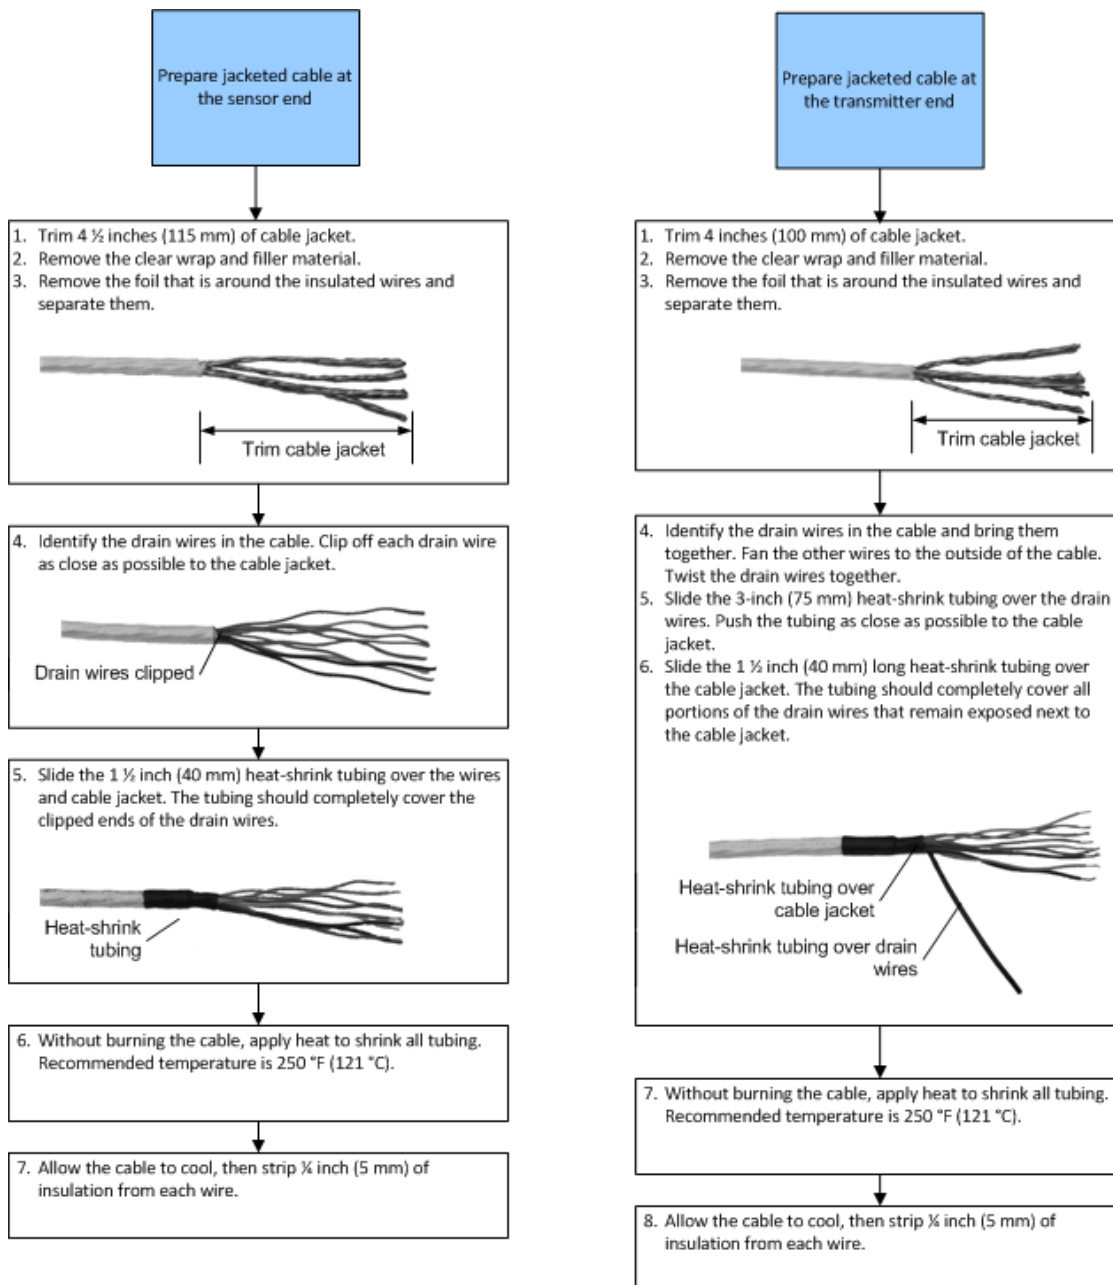 Prepare jacketed cable at
the sensor end
1. Trim 4 ½ inches (115 mm) of cable jacket.
2. Remove the clear wrap and filler material.
3. Remove the foil that is around the insulated wires and
separate them.
Trim cable jacket
4. Identify the drain wires in the cable. Clip off each drain wire
as close as possible to the cable jacket.
Drain wires clipped
5. Slide the 1 ½ inch (40 mm) heat-shrink tubing over the wires
and cable jacket. The tubing should completely cover the
clipped ends of the drain wires.
Heat-shrink
tubing
6. Without burning the cable, apply heat to shrink all tubing.
Recommended temperature is 250 °F (121 °C).
7. Allow the cable to cool, then strip ¼ inch (5 mm) of
insulation from each wire.
Prepare jacketed cable at
the transmitter end
1. Trim 4 inches (100 mm) of cable jacket.
2. Remove the clear wrap and filler material.
3. Remove the foil that is around the insulated wires and
separate them.
Trim cable jacket
4. Identify the drain wires in the cable and bring them
together. Fan the other wires to the outside of the cable.
Twist the drain wires together.
5. Slide the 3-inch (75 mm) heat-shrink tubing over the drain
wires. Push the tubing as close as possible to the cable
jacket.
6. Slide the 1 ½ inch (40 mm) long heat-shrink tubing over
the cable jacket. The tubing should completely cover all
portions of the drain wires that remain exposed next to
the cable jacket.
Heat-shrink tubing over
cable jacket
Heat-shrink tubing over drain
wires
7. Without burning the cable, apply heat to shrink all tubing.
Recommended temperature is 250 °F (121 °C).
8. Allow the cable to cool, then strip ¼ inch (5 mm) of
insulation from each wire.